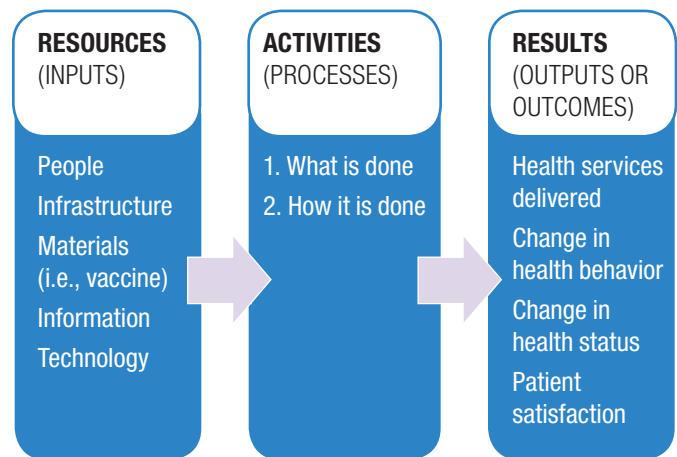 RESOURCES
(INPUTS)
People
Infrastructure
Materials
(i.e., vaccine)
Information
Technology
ACTIVITIES
(PROCESSES)
1. What is done
2. How it is done
RESULTS
(OUTPUTS OR
OUTCOMES)
Health services
delivered
Change in
health behavior
Change in
health status
Patient
satisfaction